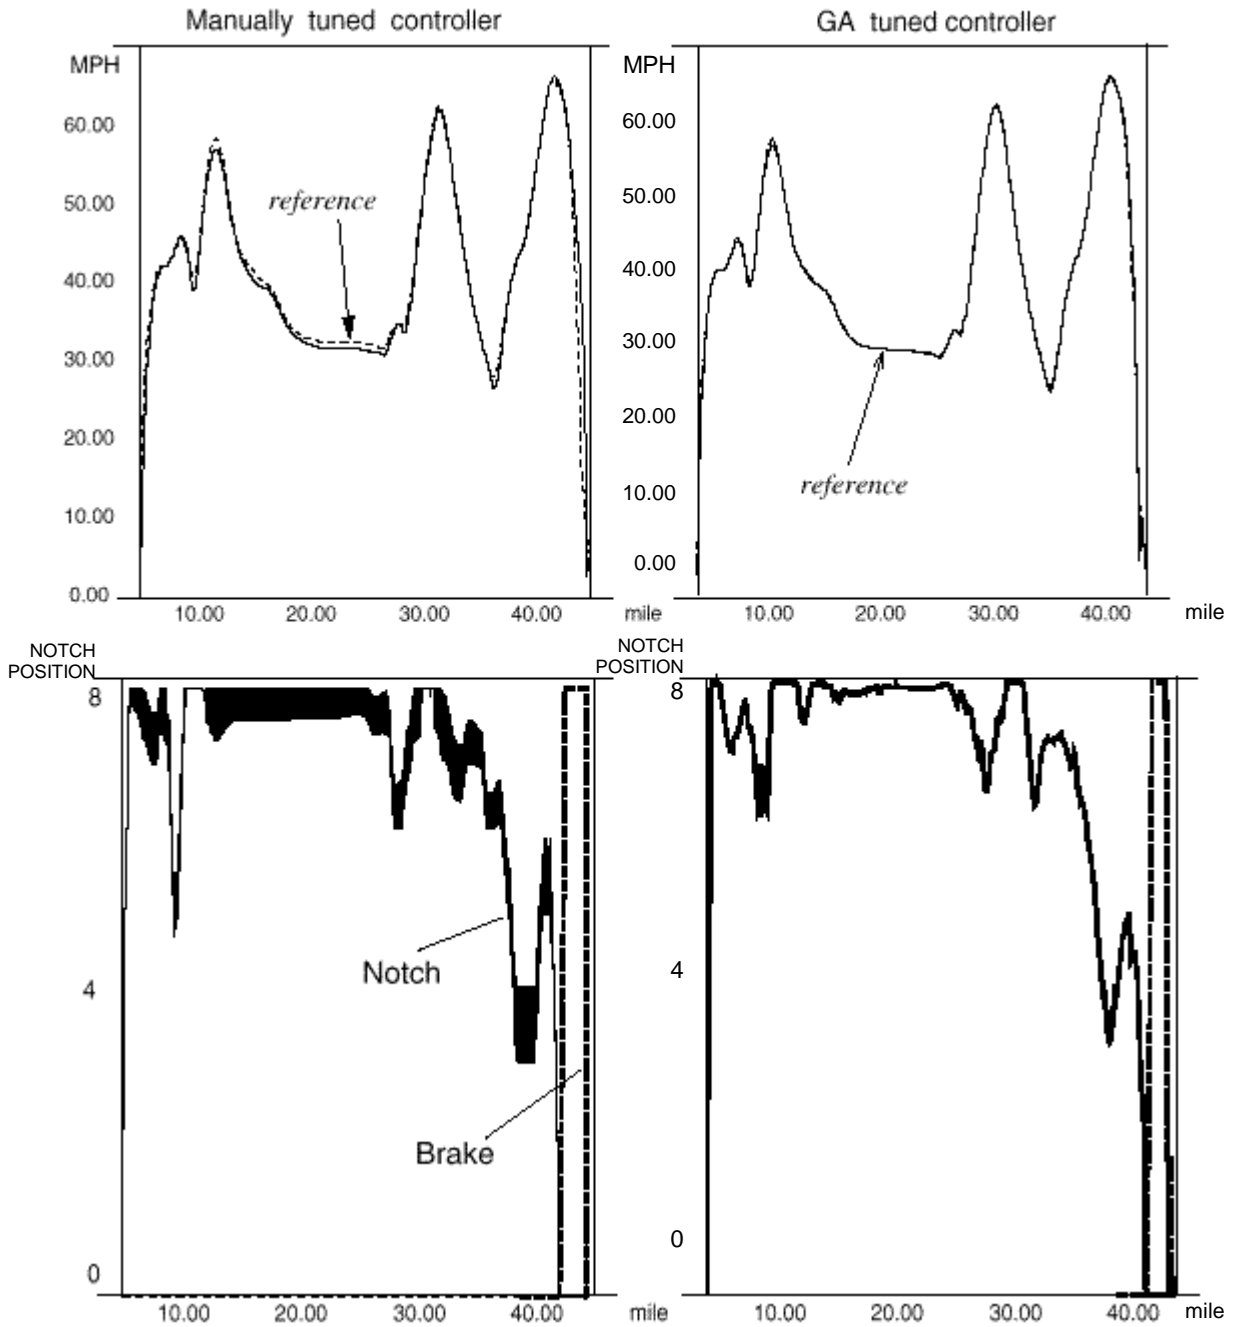 Manually tuned controller
MPH
60.00
50.00
40.00
30.00
20.00
10.00
0.00
reference
10.00 20.00 30.00 40.00 mile
GA tuned controller
MPH
60.00
50.00
40.00
30.00
20.00
10.00
0.00
reference
10.00 20.00 30.00 40.00 mile
NOTCH
POSITION
8
4
0
Notch
Brake
10.00 20.00 30.00 40.00 mile
NOTCH
POSITION
8
4
0
10.00 20.00 30.00 40.00 mile